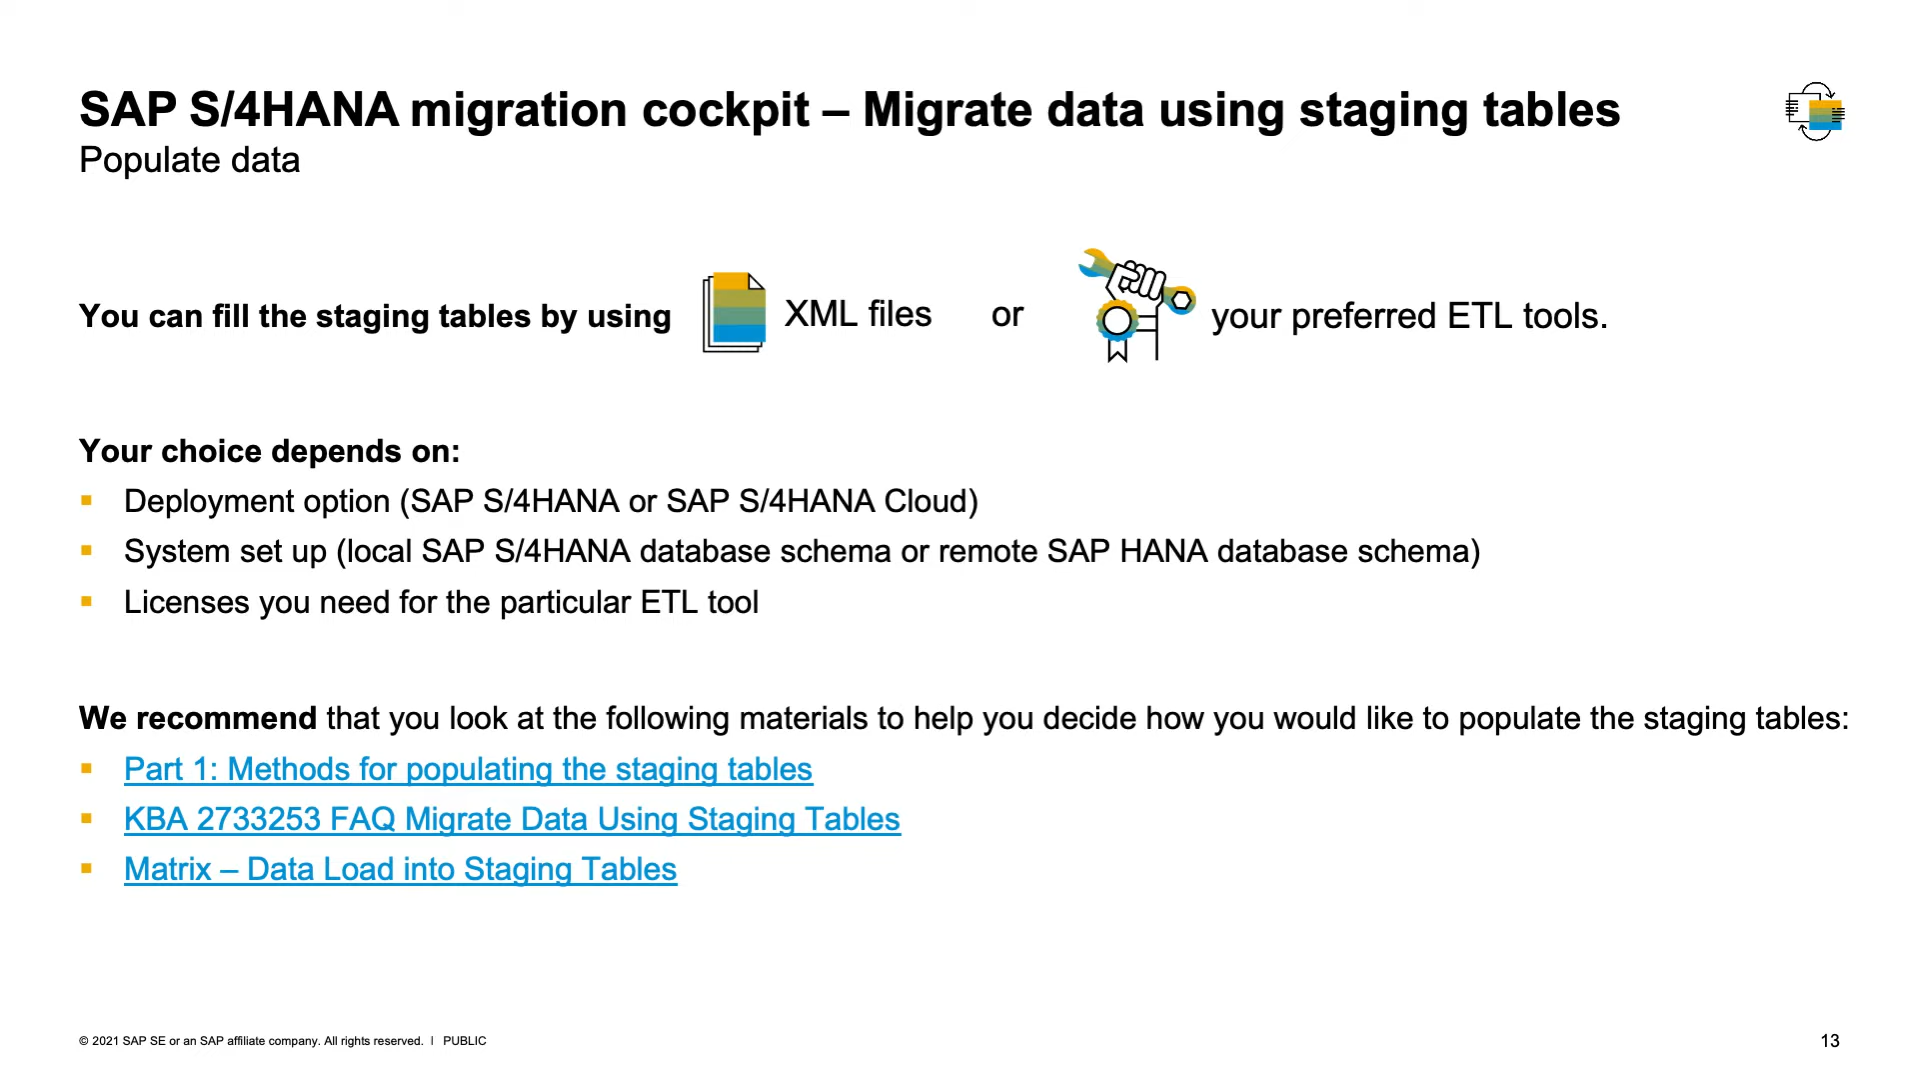 SAP S/4HANA migration cockpit – Migrate data using staging tables
Populate data
You can fill the staging tables by using XML files or your preferred ETL tools.
Your choice depends on:
▪ Deployment option (SAP S/4HANA or SAP S/4HANA Cloud)
▪ System set up (local SAP S/4HANA database schema or remote SAP HANA database schema)
▪ Licenses you need for the particular ETL tool
We recommend that you look at the following materials to help you decide how you would like to populate the staging tables:
▪ Part 1: Methods for populating the staging tables
▪ KBA 2733253 FAQ Migrate Data Using Staging Tables
▪ Matrix – Data Load into Staging Tables
© 2021 SAP SE or an SAP affiliate company. All rights reserved. | PUBLIC
13